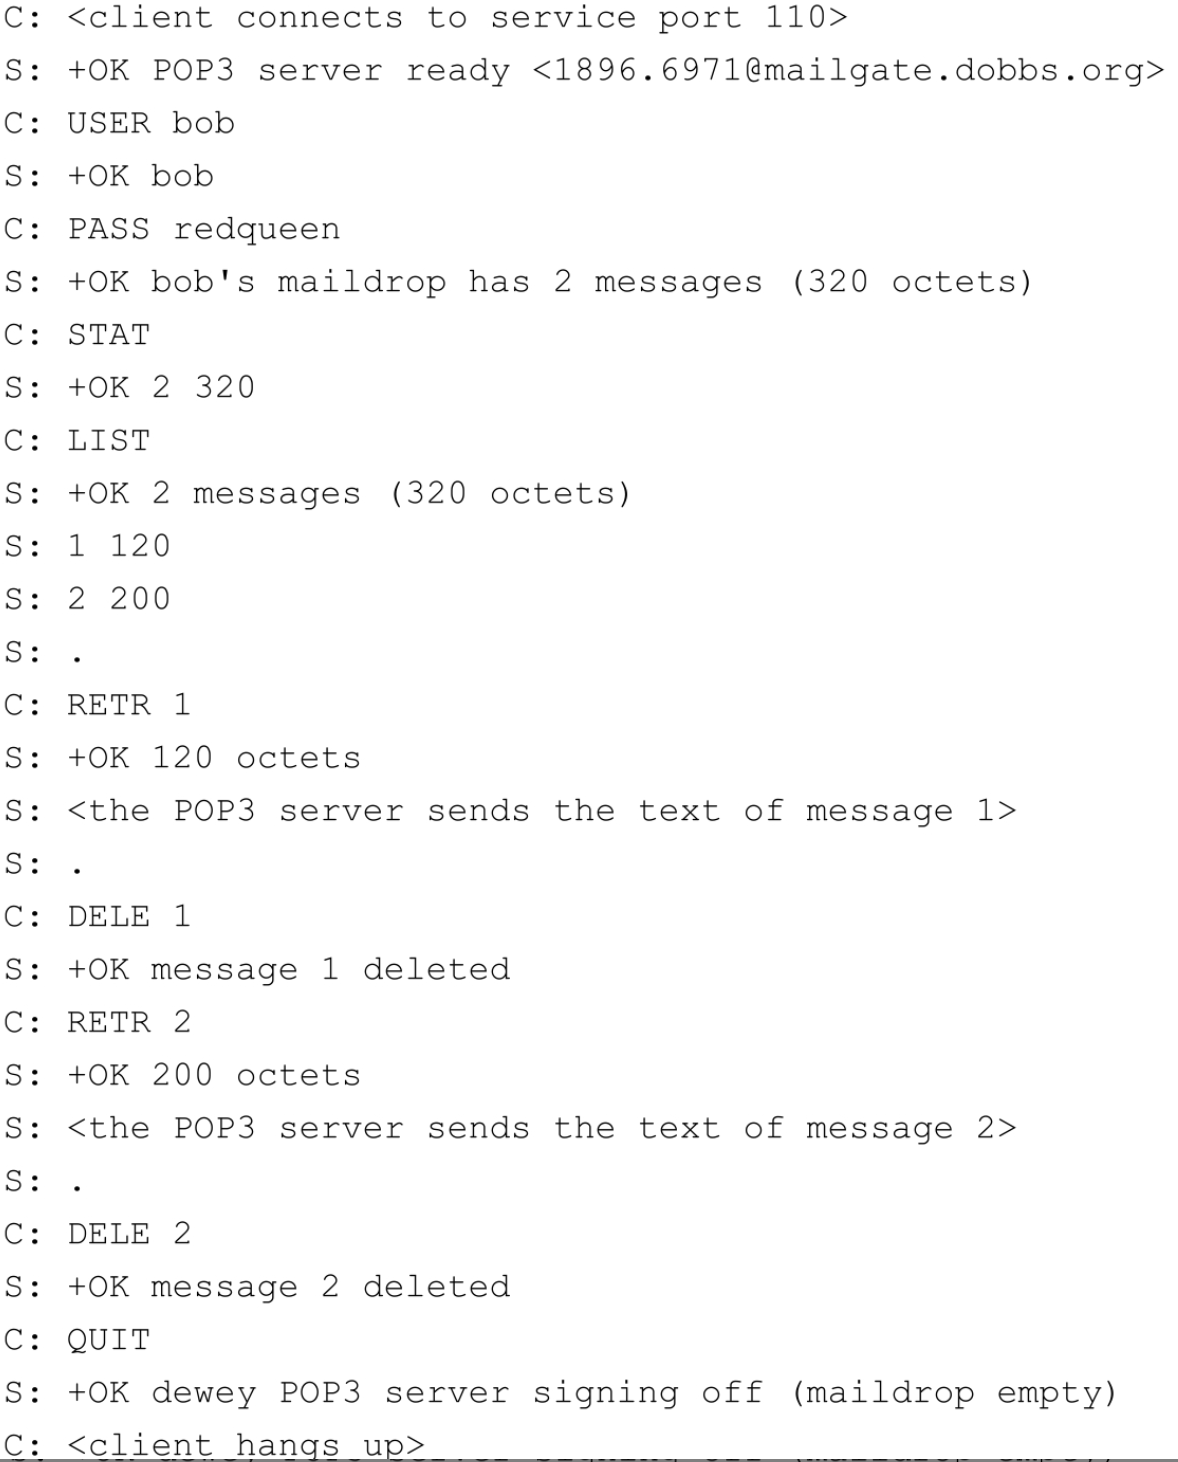 C: <client connects to service port 110>
S: +OK POP3 server ready <1896.6971@mailgate.dobbs.org>
C: USER bob
S: +OK bob
C: PASS redqueen
S: +OK bob's maildrop has 2 messages (320 octets)
C: STAT
S: +OK 2 320
C: LIST
S: +OK 2 messages (320 octets)
S: 1 120
S: 2 200
S: .
C: RETR 1
S: +OK 120 octets
S: <the POP3 server sends the text of message 1>
S: .
C: DELE 1
S: +OK message 1 deleted
C: RETR 2
S: +OK 200 octets
S: <the POP3 server sends the text of message 2>
S: .
C: DELE 2
S: +OK message 2 deleted
C: QUIT
S: +OK dewey POP3 server signing off (maildrop empty)
C: <client hangs up>